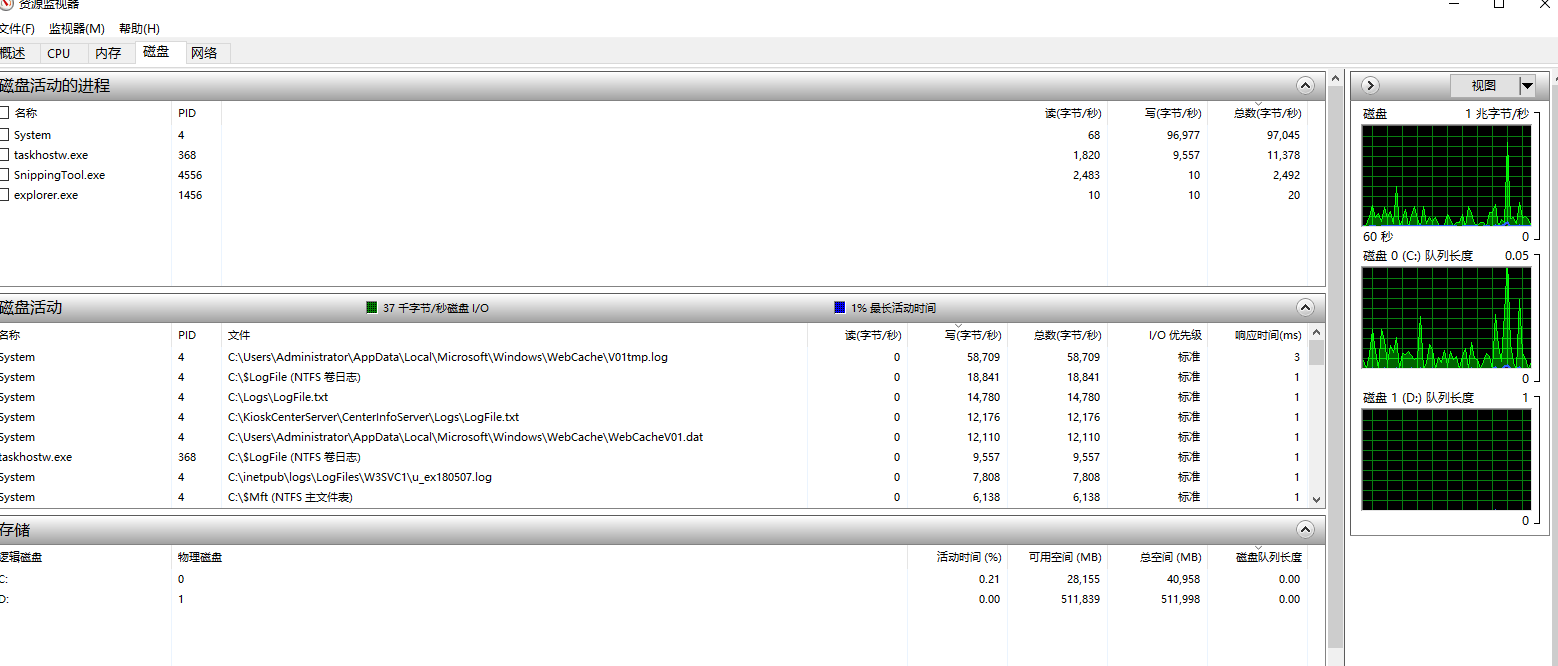 资源监视器
文件(F) 监视器(M) 帮助(H)
概述 CPU 内存 磁盘 网络
磁盘活动的进程
名称 PID 读(字节/秒) 写(字节/秒) 总数(字节/秒)
System 4 68 96,977 97,045
taskhostw.exe 368 1,820 9,557 11,378
SnippingTool.exe 4556 2,483 10 2,492
explorer.exe 1456 10 10 20
磁盘活动 37 千字节/秒磁盘 I/O 1% 最长活动时间
名称 PID 文件 读(字节/秒) 写(字节/秒) 总数(字节/秒) I/O 优先级 响应时间(ms)
System 4 C:\Users\Administrator\AppData\Local\Microsoft\Windows\WebCache\V01tmp.log 0 58,709 58,709 标准 3
System 4 C:\$LogFile (NTFS 卷日志) 0 18,841 18,841 标准 1
System 4 C:\Logs\LogFile.txt 0 14,780 14,780 标准 1
System 4 C:\KioskCenterServer\CenterInfoServer\Logs\LogFile.txt 0 12,176 12,176 标准 1
System 4 C:\Users\Administrator\AppData\Local\Microsoft\Windows\WebCache\WebCacheV01.dat 0 12,110 12,110 标准 1
taskhostw.exe 368 C:\$LogFile (NTFS 卷日志) 0 9,557 9,557 标准 1
System 4 C:\inetpub\logs\LogFiles\W3SVC1\u_ex180507.log 0 7,808 7,808 标准 1
System 4 C:\$Mft (NTFS 主文件表) 0 6,138 6,138 标准 1
存储
逻辑磁盘 物理磁盘 活动时间 (%) 可用空间 (MB) 总空间 (MB) 磁盘队列长度
C: 0 0.21 28,155 40,958 0.00
D: 1 0.00 511,839 511,998 0.00
视图
磁盘 1 兆字节/秒
60 秒 0
磁盘 0 (C:) 队列长度 0.05
0
磁盘 1 (D:) 队列长度 1
0